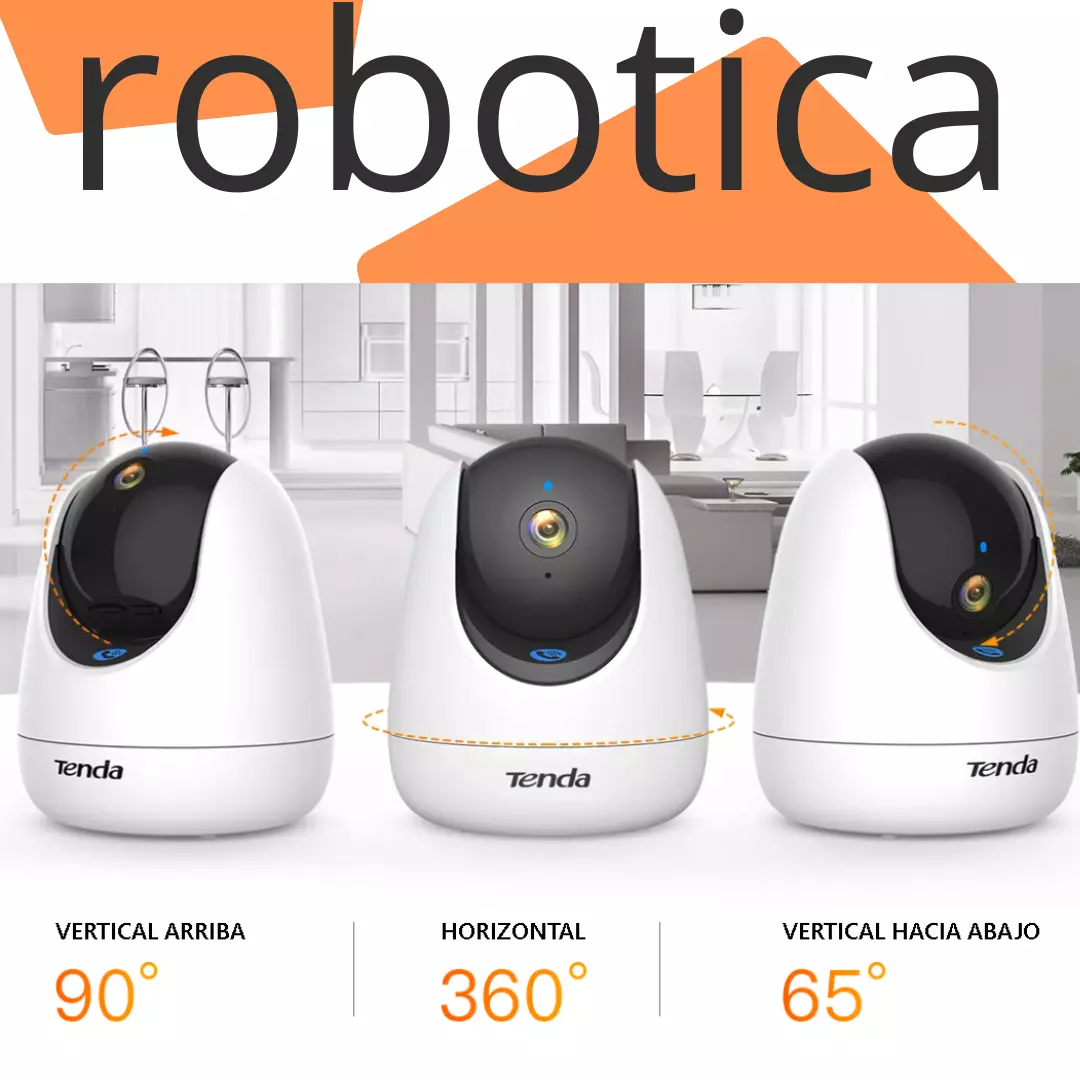 robotica
Tenda
Tenda
Tenda
VERTICAL ARRIBA
90°
HORIZONTAL
360°
VERTICAL HACIA ABAJO
65°